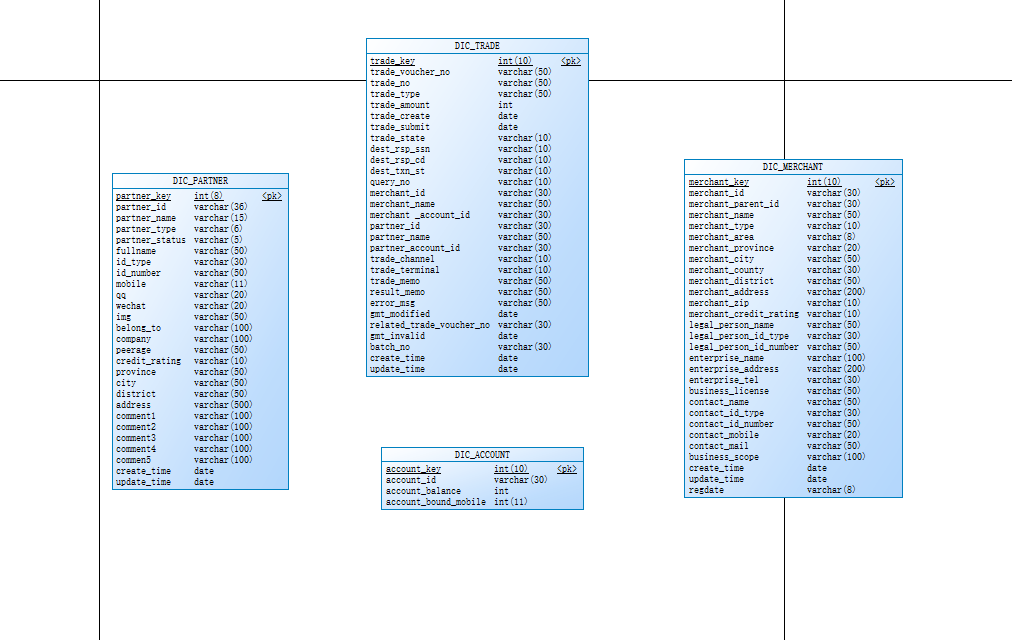 DIC_TRADE
trade_key int(10) <pk>
trade_voucher_no varchar(50)
trade_no varchar(50)
trade_type varchar(50)
trade_amount int
trade_create date
trade_submit date
trade_state varchar(10)
dest_rsp_ssn varchar(10)
dest_rsp_cd varchar(10)
dest_txn_st varchar(10)
query_no varchar(10)
merchant_id varchar(30)
merchant_name varchar(50)
merchant _account_id varchar(30)
partner_id varchar(30)
partner_name varchar(50)
partner_account_id varchar(30)
trade_channel varchar(10)
trade_terminal varchar(10)
trade_memo varchar(50)
result_memo varchar(50)
error_msg varchar(50)
gmt_modified date
related_trade_voucher_no varchar(30)
gmt_invalid date
batch_no varchar(30)
create_time date
update_time date
DIC_PARTNER
partner_key int(8) <pk>
partner_id varchar(36)
partner_name varchar(15)
partner_type varchar(6)
partner_status varchar(5)
fullname varchar(50)
id_type varchar(30)
id_number varchar(50)
mobile varchar(11)
qq varchar(20)
wechat varchar(20)
img varchar(50)
belong_to varchar(100)
company varchar(100)
peerage varchar(50)
credit_rating varchar(10)
province varchar(50)
city varchar(50)
district varchar(50)
address varchar(500)
comment1 varchar(100)
comment2 varchar(100)
comment3 varchar(100)
comment4 varchar(100)
commen5 varchar(100)
create_time date
update_time date
DIC_MERCHANT
merchant_key int(10) <pk>
merchant_id varchar(30)
merchant_parent_id varchar(30)
merchant_name varchar(50)
merchant_type varchar(10)
merchant_area varchar(8)
merchant_province varchar(20)
merchant_city varchar(50)
merchant_county varchar(30)
merchant_district varchar(50)
merchant_address varchar(200)
merchant_zip varchar(10)
merchant_credit_rating varchar(10)
legal_person_name varchar(50)
legal_person_id_type varchar(30)
legal_person_id_number varchar(50)
enterprise_name varchar(100)
enterprise_address varchar(200)
enterprise_tel varchar(30)
business_license varchar(50)
contact_name varchar(50)
contact_id_type varchar(30)
contact_id_number varchar(50)
contact_mobile varchar(20)
contact_mail varchar(50)
business_scope varchar(100)
create_time date
update_time date
regdate varchar(8)
DIC_ACCOUNT
account_key int(10) <pk>
account_id varchar(30)
account_balance int
account_bound_mobile int(11)